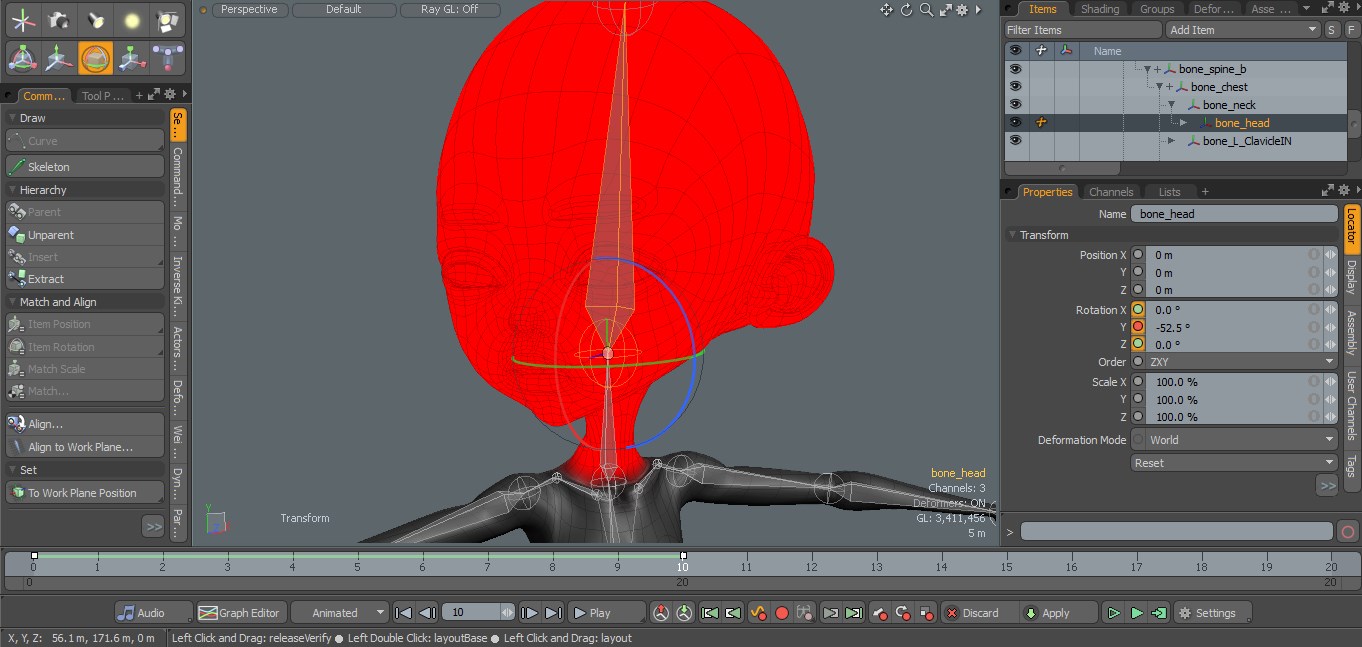 Perspective Default Ray GL: Off
Items Shading Groups Defor... Asse ...
Filter Items Add Item S F
Name
bone_spine_b
bone_chest
bone_neck
bone_head
bone_L_ClavicleIN
Comm... Tool P...
Draw
Curve
Skeleton
Hierarchy
Parent
Unparent
Insert
Extract
Match and Align
Item Position
Item Rotation
Match Scale
Match...
Align...
Align to Work Plane...
Set
To Work Plane Position
>>
Se ...
Command...
Mo ...
Inverse Ki...
Actors ...
Defo...
Wei ...
Dyn...
Par ...
Y
Transform
bone_head
Channels: 3
Deformers: ON
GL: 3,411,456
5 m
Properties Channels Lists +
Name bone_head
Transform
Position X 0 m
Y 0 m
Z 0 m
Rotation X 0.0 °
Y -52.5 °
Z 0.0 °
Order ZXY
Scale X 100.0 %
Y 100.0 %
Z 100.0 %
Deformation Mode World
Reset
>>
Locator
Display
Assembly
User Channels
Tags
>
0 1 2 3 4 5 6 7 8 9 10 11 12 13 14 15 16 17 18 19 20
0 20 20
Audio Graph Editor Animated 10 Play Discard Apply Settings
X, Y, Z: 56.1 m, 171.6 m, 0 m Left Click and Drag: releaseVerify ● Left Double Click: layoutBase ● Left Click and Drag: layout